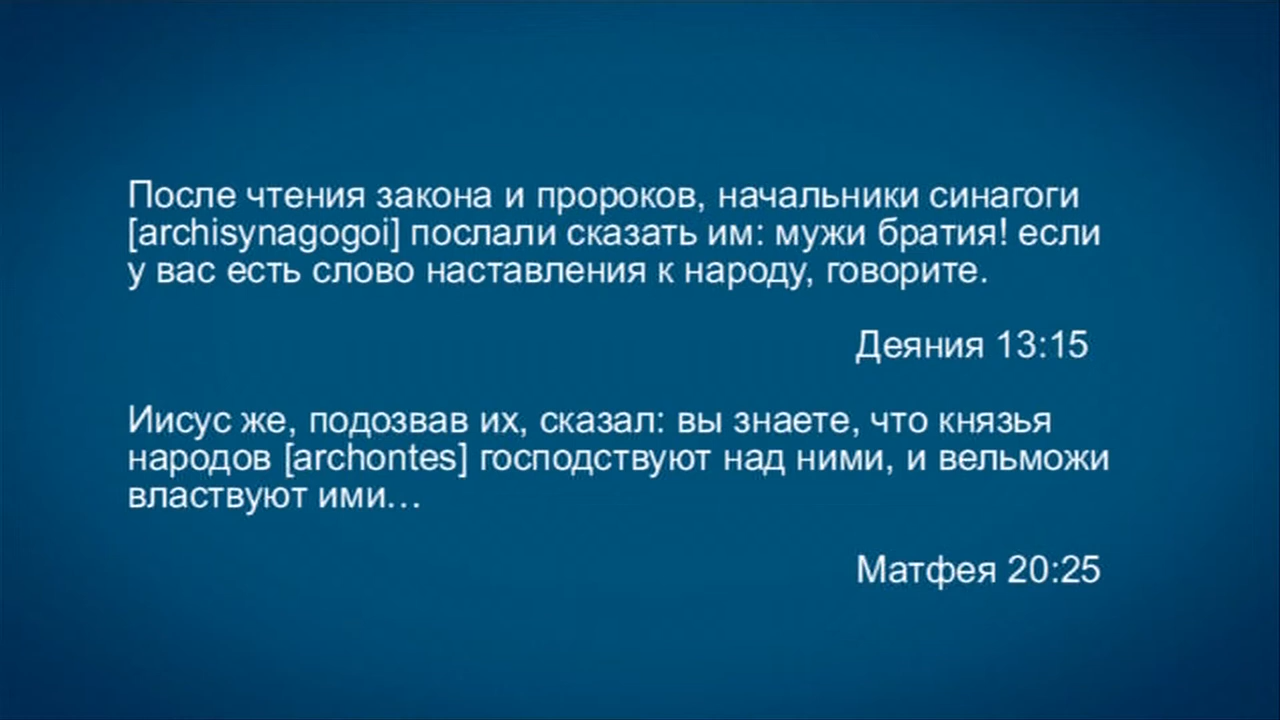 После чтения закона и пророков, начальники синагоги
[archisynagogoi] послали сказать им: мужи братия! если
у вас есть слово наставления к народу, говорите.
Деяния 13:15
Иисус же, подозвав их, сказал: вы знаете, что князья
народов [archontes] господствуют над ними, и вельможи
властвуют ими…
Матфея 20:25